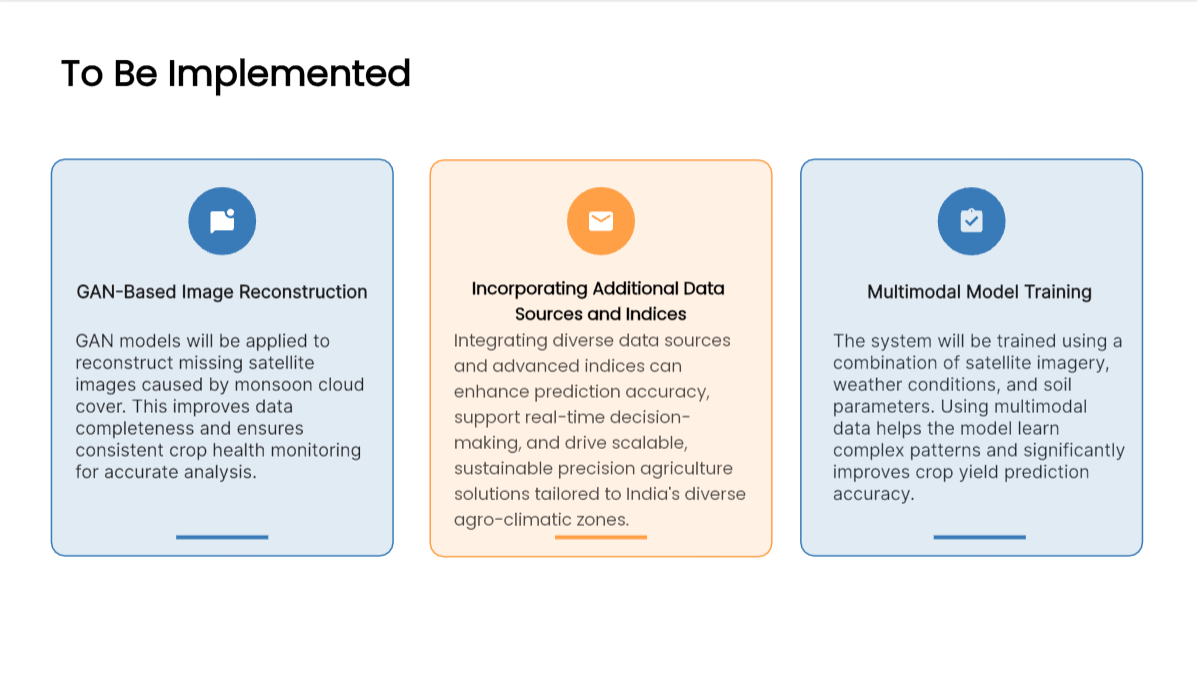 To Be Implemented
GAN-Based Image Reconstruction
GAN models will be applied to
reconstruct missing satellite
images caused by monsoon cloud
cover. This improves data
completeness and ensures
consistent crop health monitoring
for accurate analysis.
Incorporating Additional Data
Sources and Indices
Integrating diverse data sources
and advanced indices can
enhance prediction accuracy,
support real-time decision-
making, and drive scalable,
sustainable precision agriculture
solutions tailored to India's diverse
agro-climatic zones.
Multimodal Model Training
The system will be trained using a
combination of satellite imagery,
weather conditions, and soil
parameters. Using multimodal
data helps the model learn
complex patterns and significantly
improves crop yield prediction
accuracy.